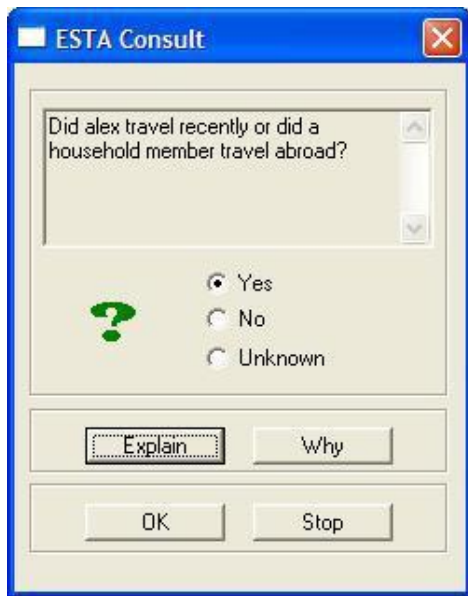 ESTA Consult
Did alex travel recently or did a
household member travel abroad?
Yes
No
Unknown
Explain
Why
OK
Stop